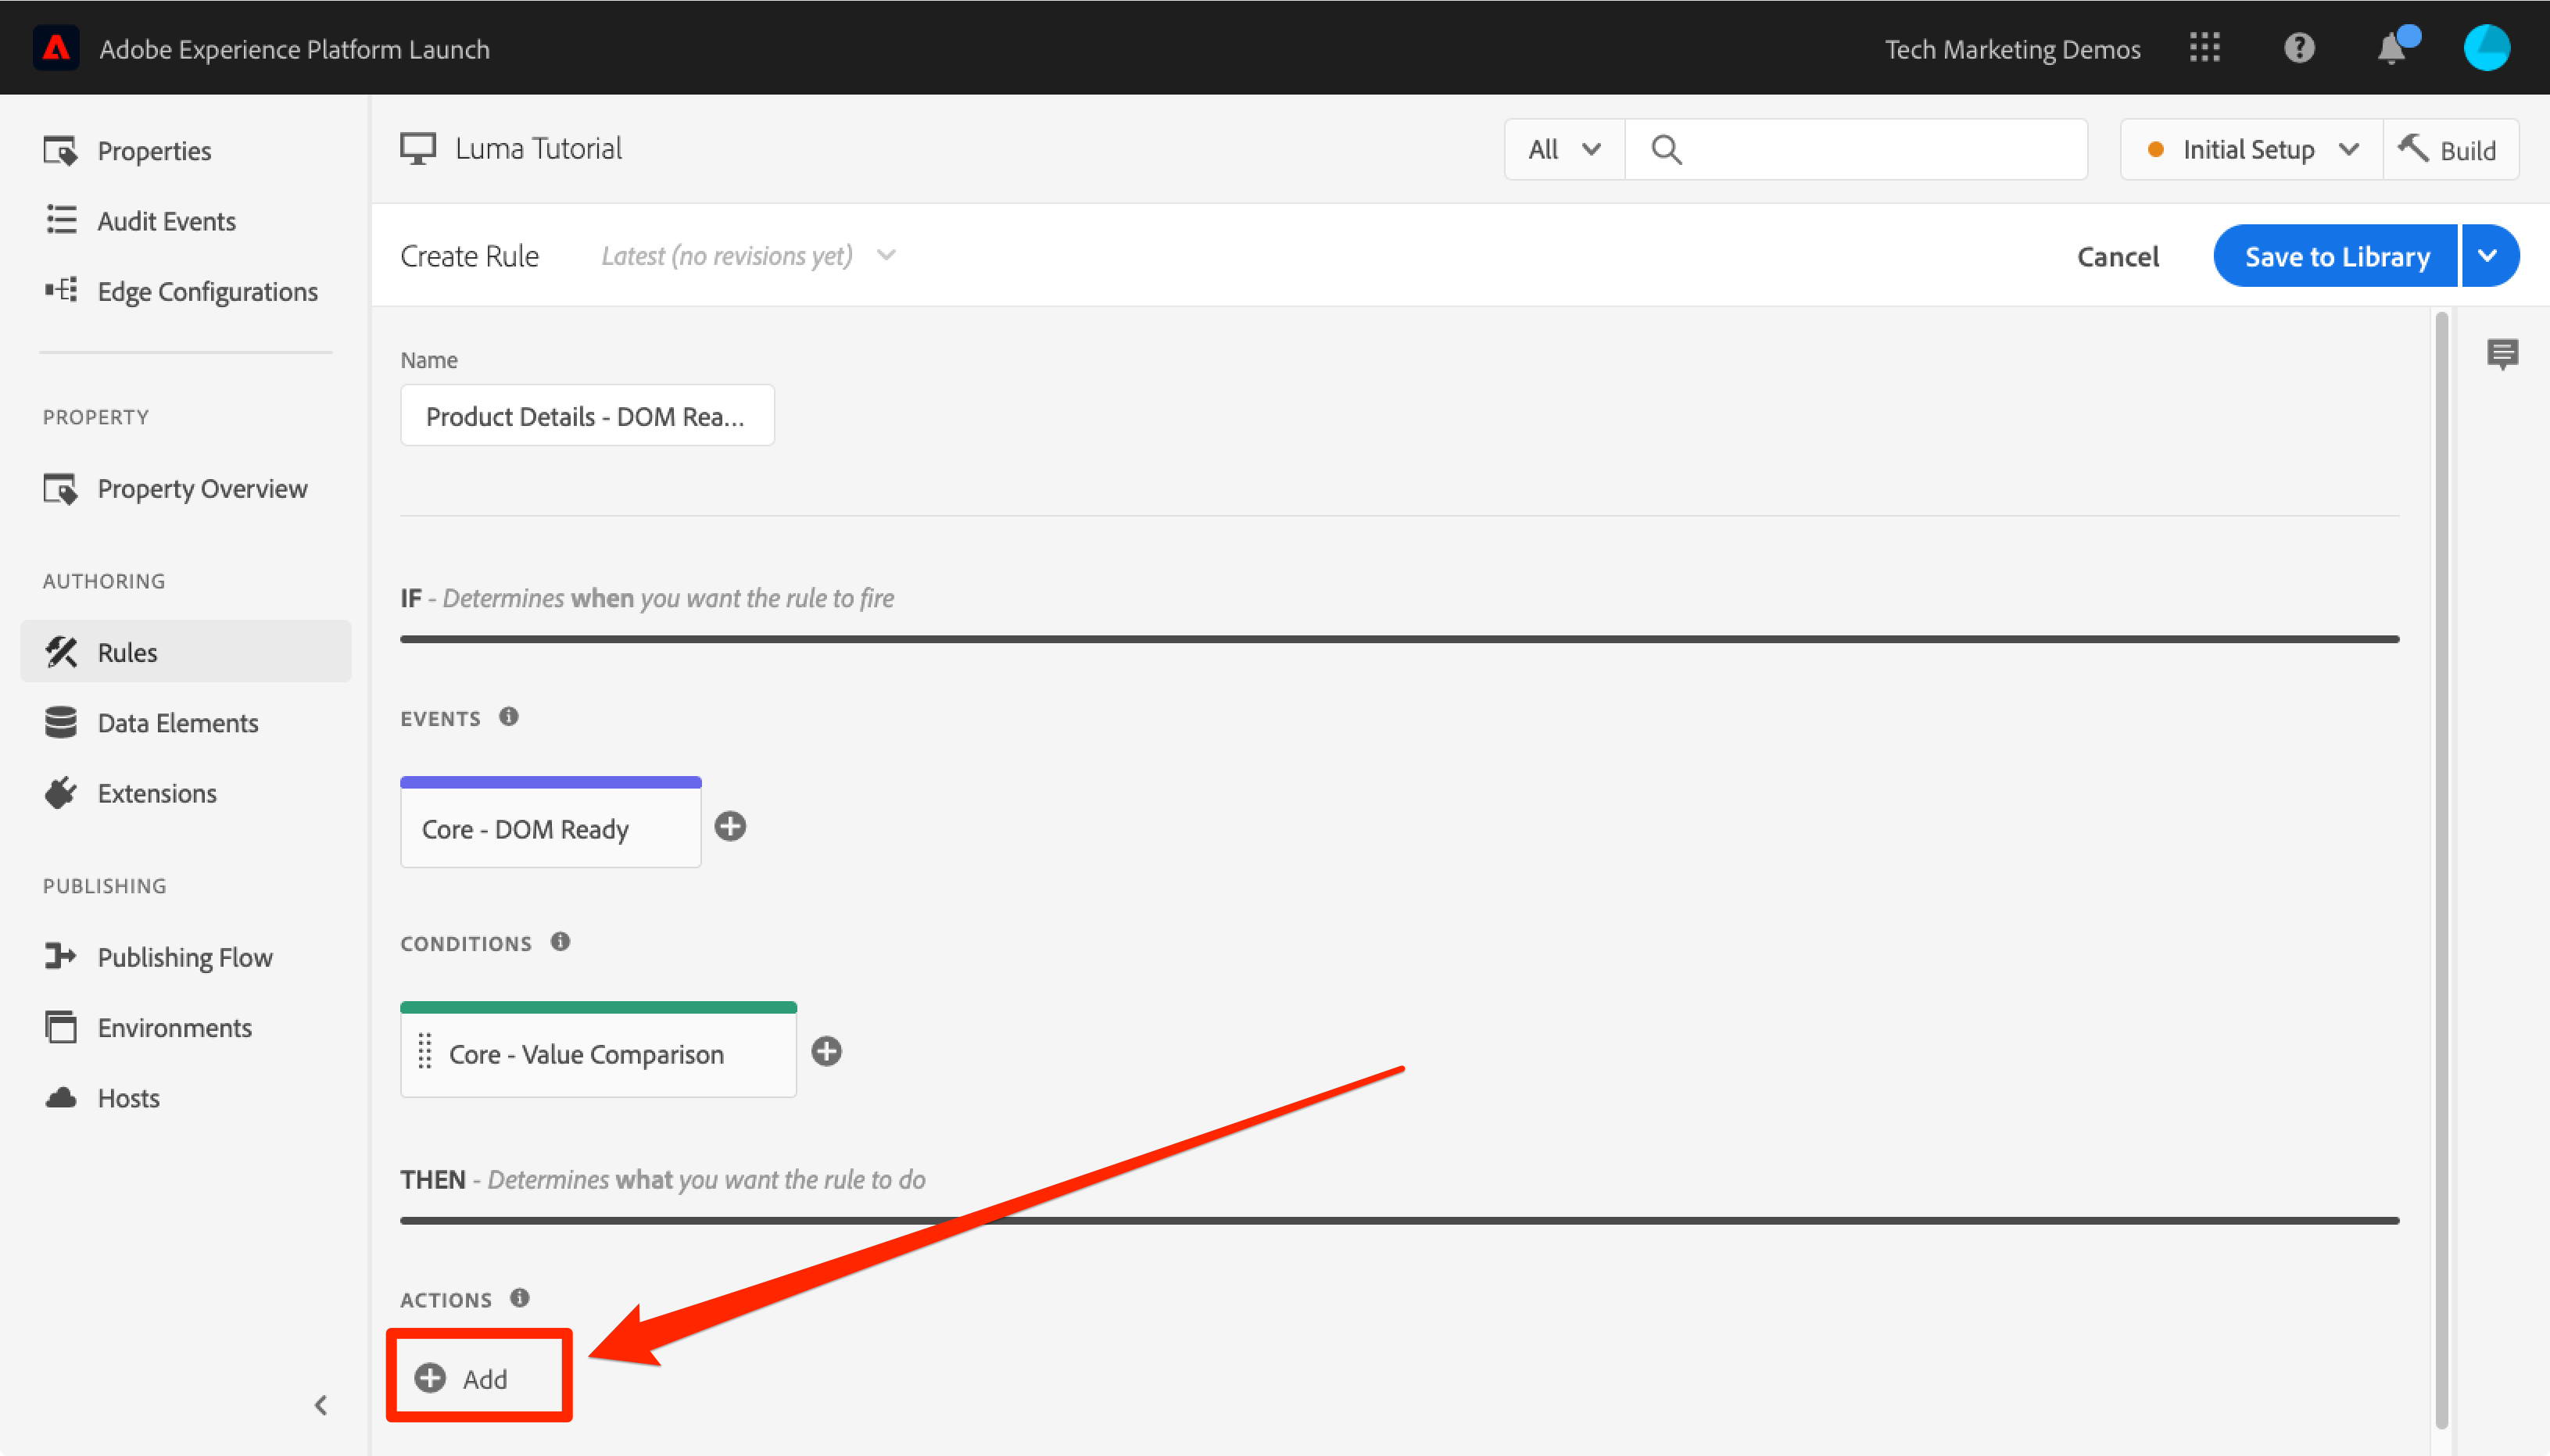 Adobe Experience Platform Launch
Tech Marketing Demos
Properties
Audit Events
Edge Configurations
PROPERTY
Property Overview
AUTHORING
Rules
Data Elements
Extensions
PUBLISHING
Publishing Flow
Environments
Hosts
Luma Tutorial
All
Initial Setup
Build
Create Rule
Latest (no revisions yet)
Cancel
Save to Library
Name
Product Details - DOM Rea...
IF - Determines when you want the rule to fire
EVENTS
Core - DOM Ready
CONDITIONS
Core - Value Comparison
THEN - Determines what you want the rule to do
ACTIONS
Add